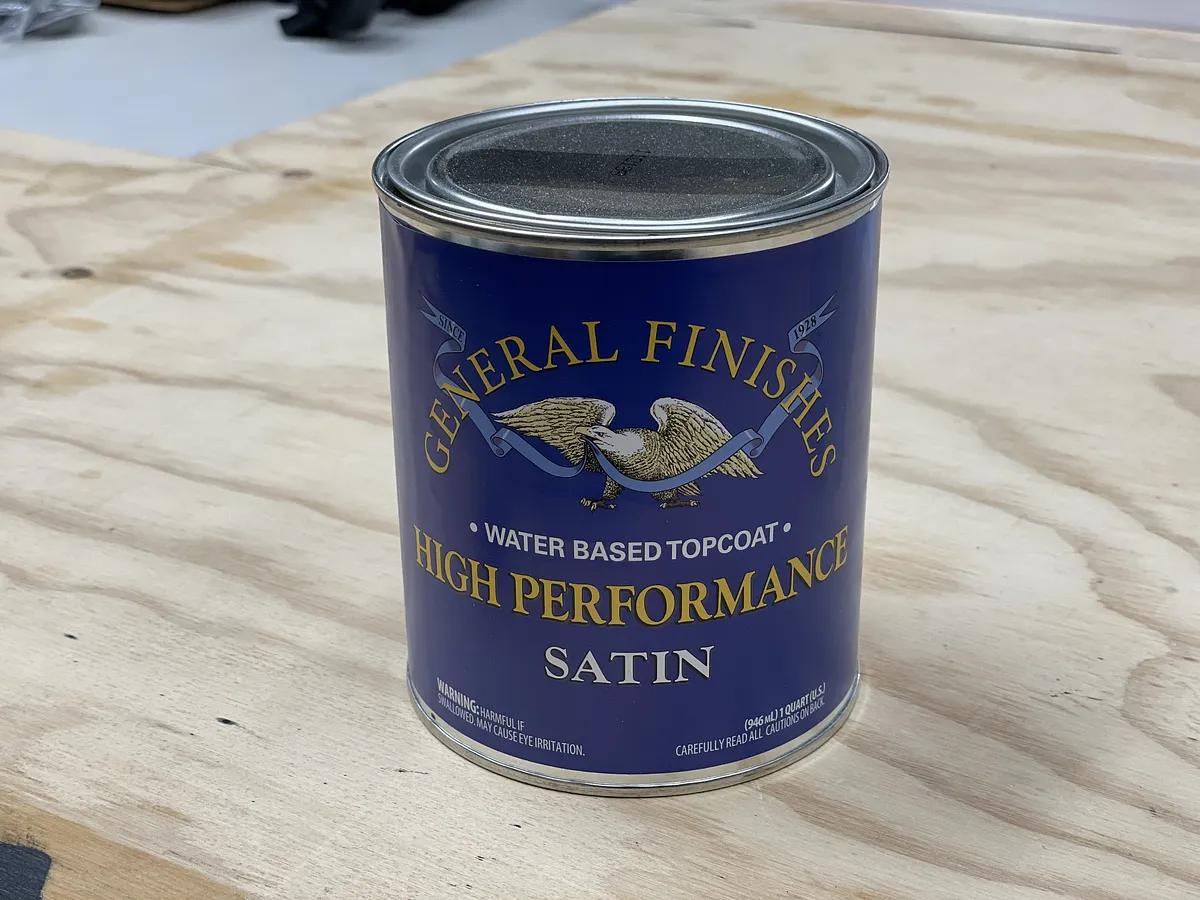 SINCE
1928
GENERAL FINISHES
• WATER BASED TOPCOAT •
HIGH PERFORMANCE
SATIN
WARNING: HARMFUL IF
SWALLOWED. MAY CAUSE EYE IRRITATION.
(946 mL) 1 QUART (U.S.)
CAREFULLY READ ALL CAUTIONS ON BACK.